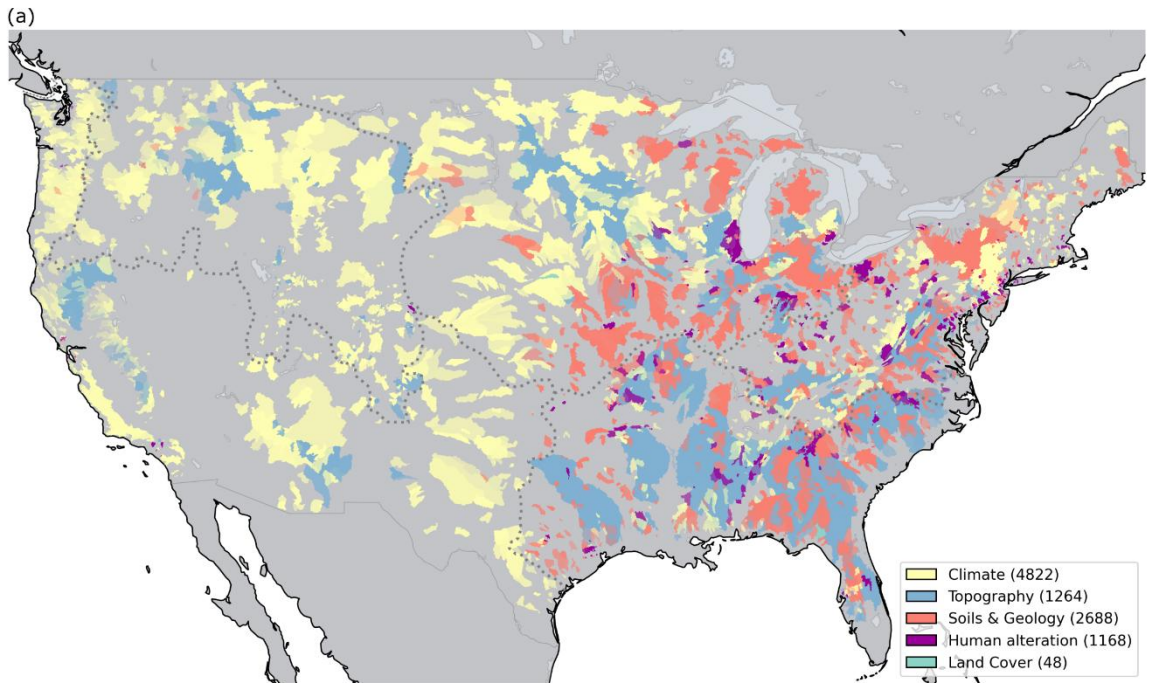 (a)
Climate (4822)
Topography (1264)
Soils & Geology (2688)
Human alteration (1168)
Land Cover (48)